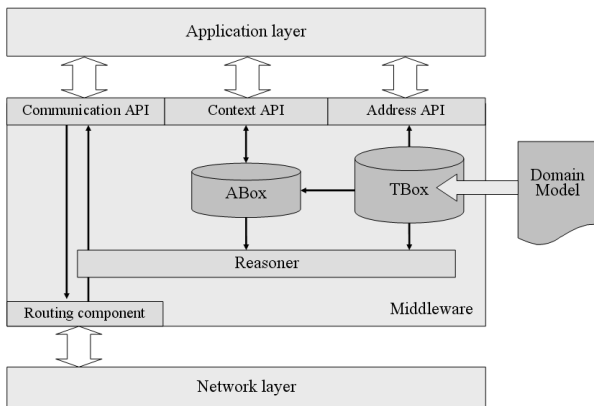 Application layer
Communication API
Context API
Address API
ABox
TBox
Domain
Model
Reasoner
Routing component
Middleware
Network layer